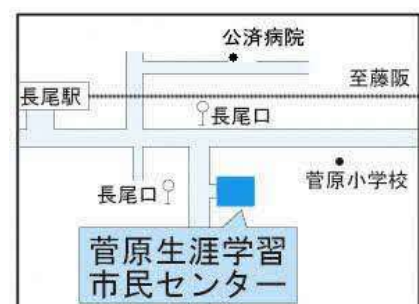 公済病院
至藤阪
長尾駅
長尾口
長尾口
菅原小学校
菅原生涯学習
市民センター